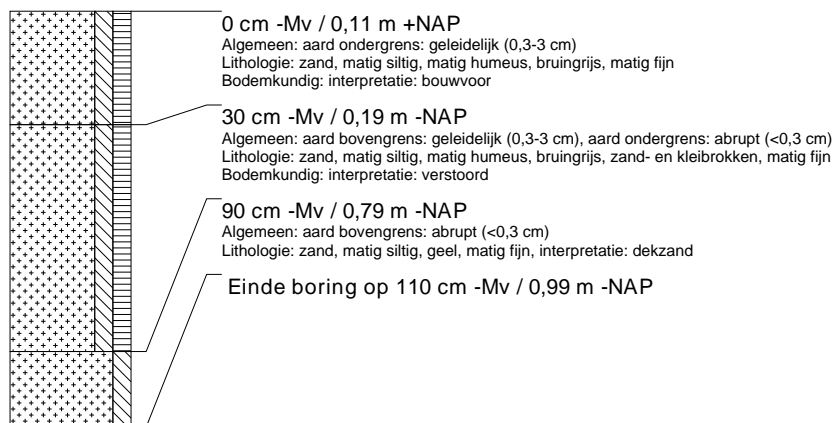 0 cm -Mv / 0,11 m +NAP
Algemeen: aard ondergrens: geleidelijk (0,3-3 cm)
Lithologie: zand, matig siltig, matig humeus, bruingrijs, matig fijn
Bodemkundig: interpretatie: bouwvoor
30 cm -Mv / 0,19 m -NAP
Algemeen: aard bovengrens: geleidelijk (0,3-3 cm), aard ondergrens: abrupt (<0,3 cm)
Lithologie: zand, matig siltig, matig humeus, bruingrijs, zand- en kleibrokken, matig fijn
Bodemkundig: interpretatie: verstoord
90 cm -Mv / 0,79 m -NAP
Algemeen: aard bovengrens: abrupt (<0,3 cm)
Lithologie: zand, matig siltig, geel, matig fijn, interpretatie: dekzand
Einde boring op 110 cm -Mv / 0,99 m -NAP